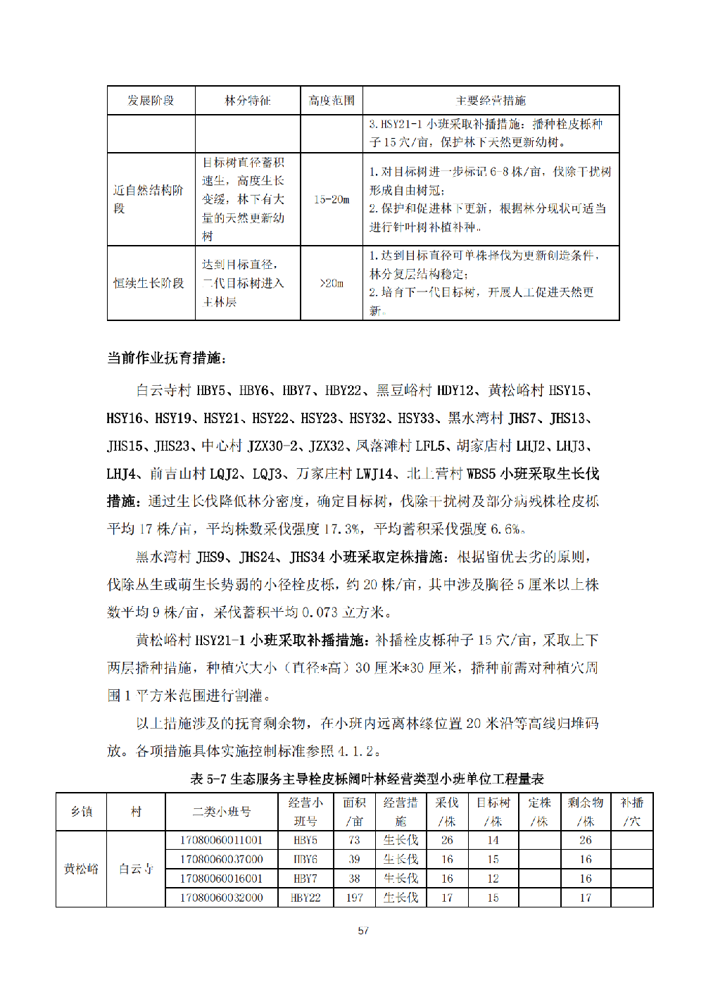 发展阶段 林分特征 高度范围 主要经营措施
3.HSY21-1 小班采取补播措施：播种栓皮栎种
子 15 穴/亩，保护林下天然更新幼树。
近自然结构阶
段
目标树直径蓄积
速生，高度生长
变缓，林下有大
量的天然更新幼
树
15-20m
1.对目标树进一步标记 6-8 株/亩，伐除干扰树
形成自由树冠；
2.保护和促进林下更新，根据林分现状可适当
进行针叶树补植补种。
恒续生长阶段
达到目标直径，
二代目标树进入
主林层
>20m
1.达到目标直径可单株择伐为更新创造条件，
林分复层结构稳定；
2.培育下一代目标树，开展人工促进天然更
新。
当前作业抚育措施：
白云寺村 HBY5、HBY6、HBY7、HBY22、黑豆峪村 HDY12、黄松峪村 HSY15、
HSY16、HSY19、HSY21、HSY22、HSY23、HSY32、HSY33、黑水湾村 JHS7、JHS13、
JHS15、JHS23、中心村 JZX30-2、JZX32、凤落滩村 LFL5、胡家店村 LHJ2、LHJ3、
LHJ4、前吉山村 LQJ2、LQJ3、万家庄村 LWJ14、北上营村 WBS5 小班采取生长伐
措施：通过生长伐降低林分密度，确定目标树，伐除干扰树及部分病残株栓皮栎
平均 17 株/亩，平均株数采伐强度 17.3%，平均蓄积采伐强度 6.6%。
黑水湾村 JHS9、JHS24、JHS34 小班采取定株措施：根据留优去劣的原则，
伐除丛生或萌生长势弱的小径栓皮栎，约 20 株/亩，其中涉及胸径 5 厘米以上株
数平均 9 株/亩，采伐蓄积平均 0.073 立方米。
黄松峪村 HSY21-1 小班采取补播措施：补播栓皮栎种子 15 穴/亩，采取上下
两层播种措施，种植穴大小（直径*高）30 厘米*30 厘米，播种前需对种植穴周
围 1 平方米范围进行割灌。
以上措施涉及的抚育剩余物，在小班内远离林缘位置 20 米沿等高线归堆码
放。各项措施具体实施控制标准参照 4.1.2。
表 5-7 生态服务主导栓皮栎阔叶林经营类型小班单位工程量表
乡镇 村 二类小班号 经营小班号 面积/亩 经营措施 采伐/株 目标树/株 定株/株 剩余物/株 补播/穴
黄松峪 白云寺 17080060011001 HBY5 73 生长伐 26 14 26
17080060037000 HBY6 39 生长伐 16 15 16
17080060016001 HBY7 38 生长伐 16 12 16
17080060032000 HBY22 197 生长伐 17 15 17
57